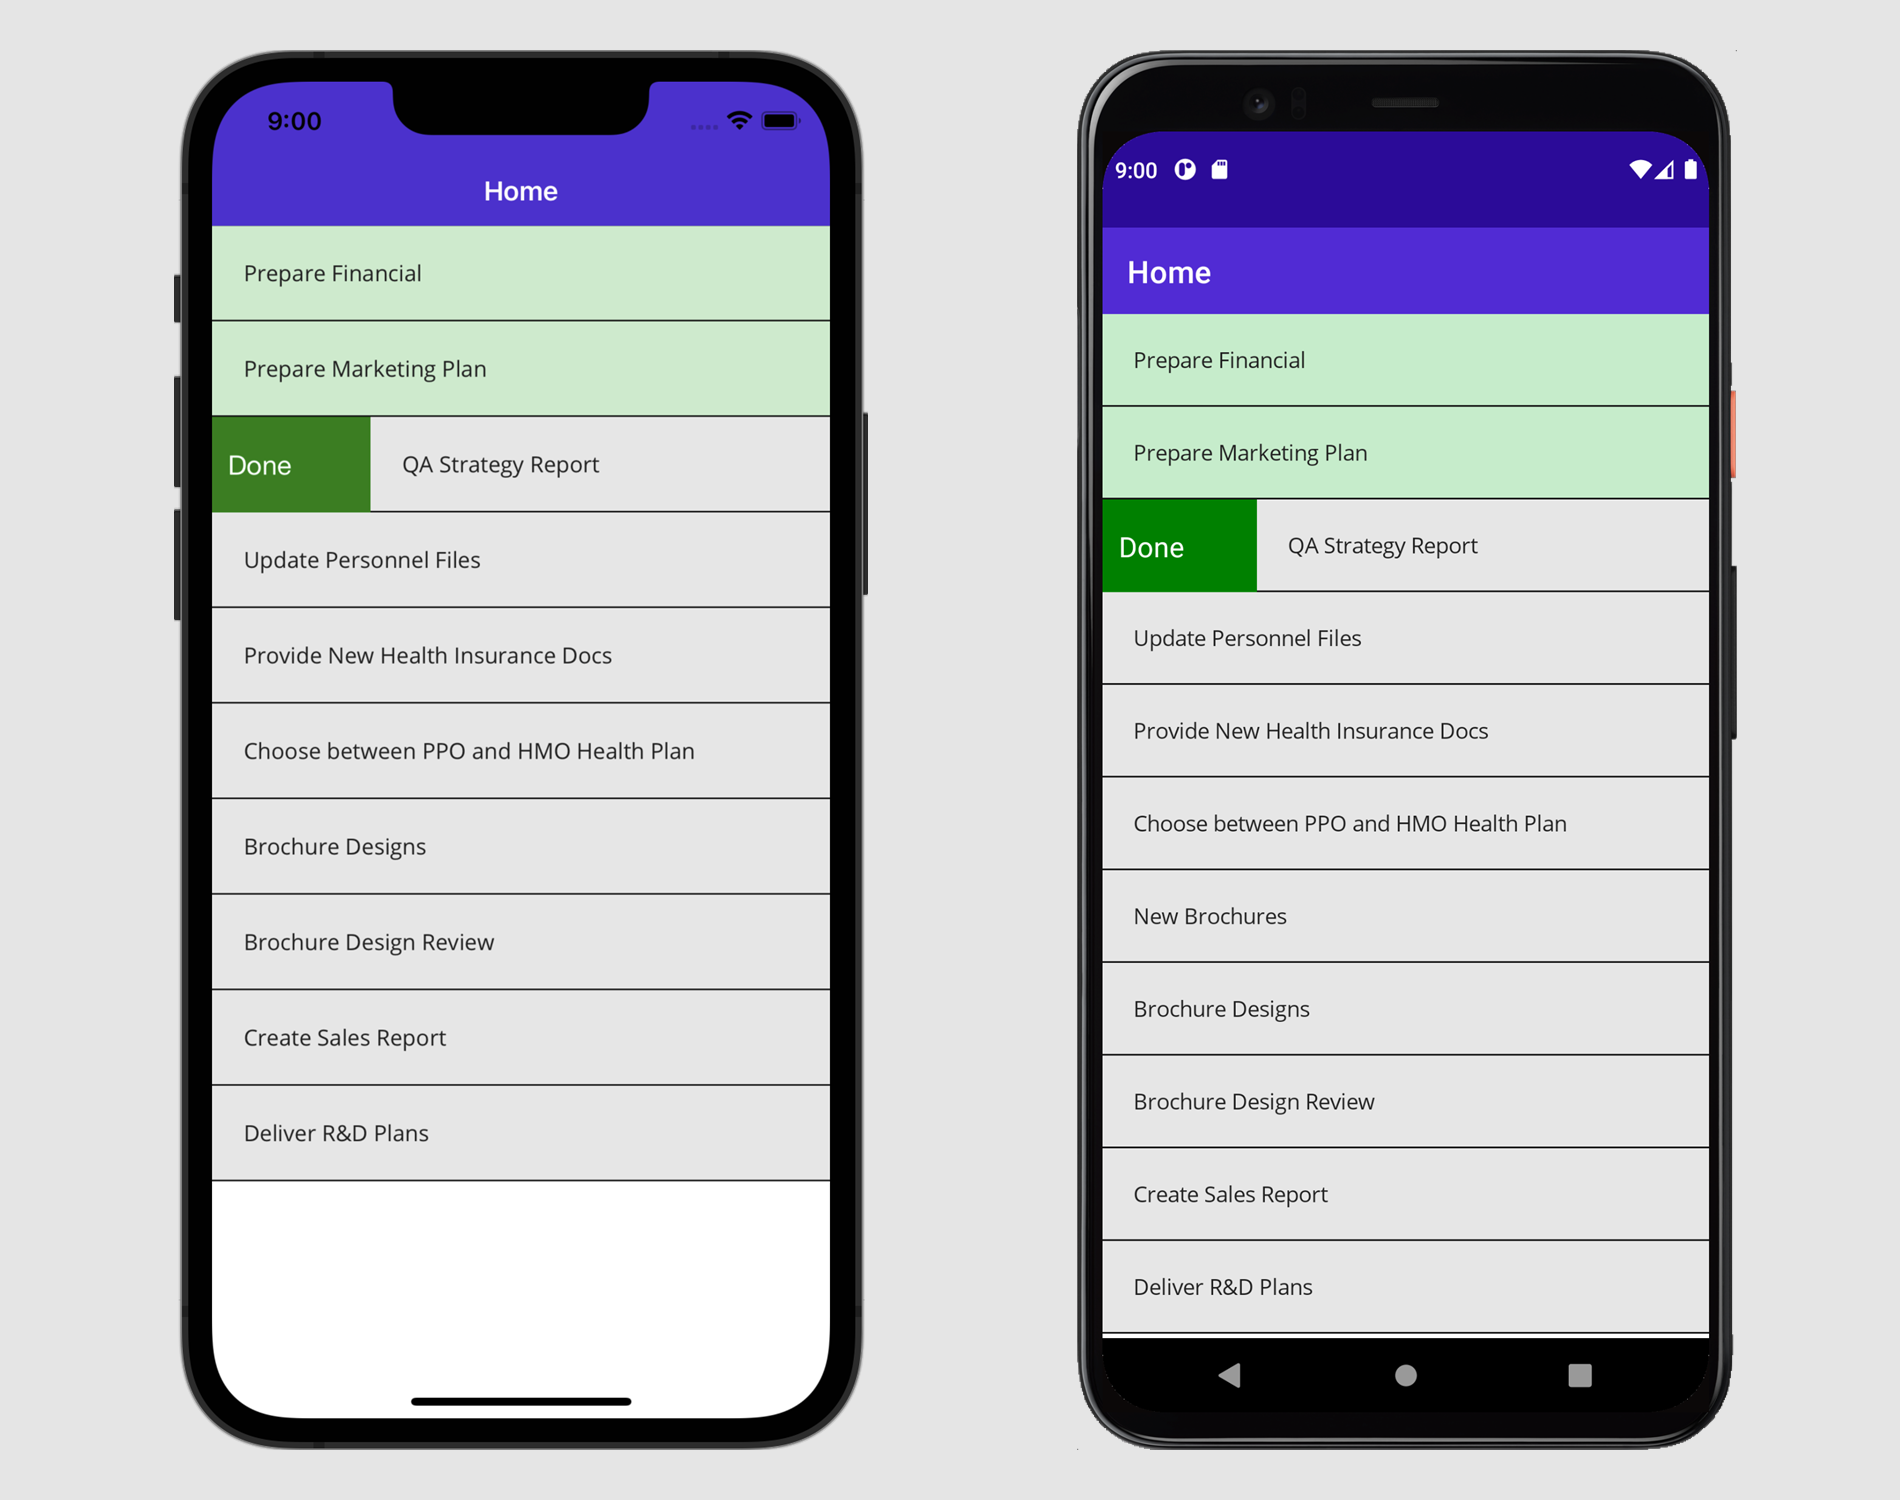 9:00
Home
Prepare Financial
Prepare Marketing Plan
Done QA Strategy Report
Update Personnel Files
Provide New Health Insurance Docs
Choose between PPO and HMO Health Plan
Brochure Designs
Brochure Design Review
Create Sales Report
Deliver R&D Plans
9:00
Home
Prepare Financial
Prepare Marketing Plan
Done QA Strategy Report
Update Personnel Files
Provide New Health Insurance Docs
Choose between PPO and HMO Health Plan
New Brochures
Brochure Designs
Brochure Design Review
Create Sales Report
Deliver R&D Plans